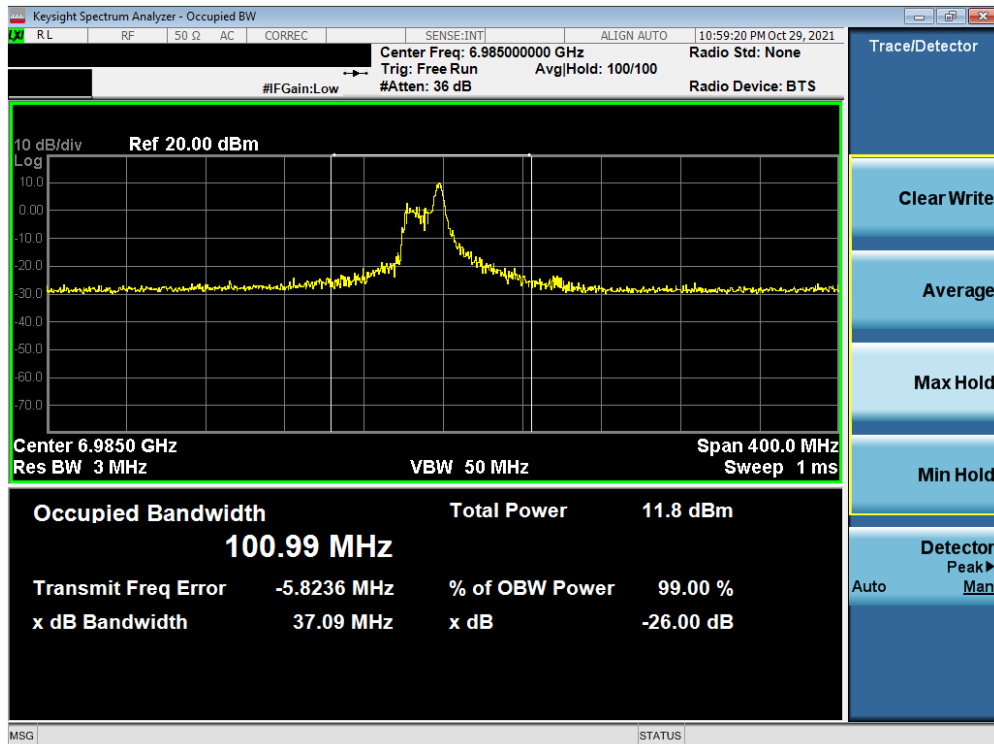 Keysight Spectrum Analyzer - Occupied BW
LXI RL RF 50 Ω AC CORREC SENSE:INT ALIGN AUTO 10:59:20 PM Oct 29, 2021
Center Freq: 6.985000000 GHz Radio Std: None
Trig: Free Run Avg|Hold: 100/100
#IFGain:Low #Atten: 36 dB Radio Device: BTS
Trace/Detector
10 dB/div Ref 20.00 dBm
Log
10.0
0.00
-10.0
-20.0
-30.0
-40.0
-50.0
-60.0
-70.0
Center 6.9850 GHz Span 400.0 MHz
Res BW 3 MHz VBW 50 MHz Sweep 1 ms
Occupied Bandwidth Total Power 11.8 dBm
100.99 MHz
Transmit Freq Error -5.8236 MHz % of OBW Power 99.00 %
x dB Bandwidth 37.09 MHz x dB -26.00 dB
Clear Write
Average
Max Hold
Min Hold
Detector
Peak▶
Auto Man
MSG STATUS